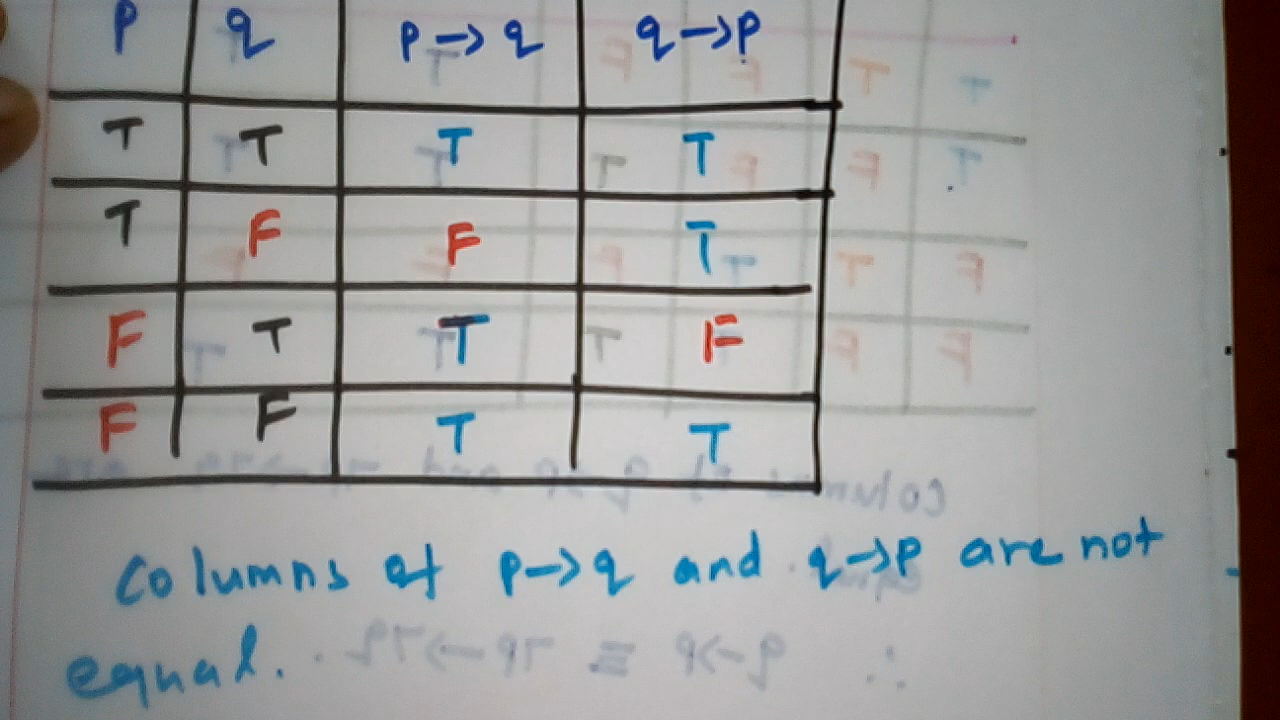 p q p → q q → p
T T T T
T F F T
F T T F
F F T T
Columns of p → q and q → p are not
equal.